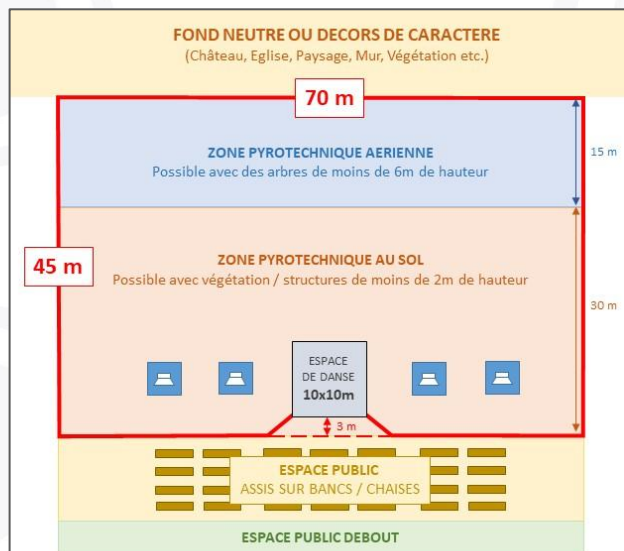 FOND NEUTRE OU DECORS DE CARACTERE
(Château, Eglise, Paysage, Mur, Végétation etc.)
70 m
ZONE PYROTECHNIQUE AERIENNE
Possible avec des arbres de moins de 6m de hauteur
15 m
45 m
ZONE PYROTECHNIQUE AU SOL
Possible avec végétation / structures de moins de 2m de hauteur
30 m
ESPACE
DE DANSE
10x10m
3 m
ESPACE PUBLIC
ASSIS SUR BANCS / CHAISES
ESPACE PUBLIC DEBOUT